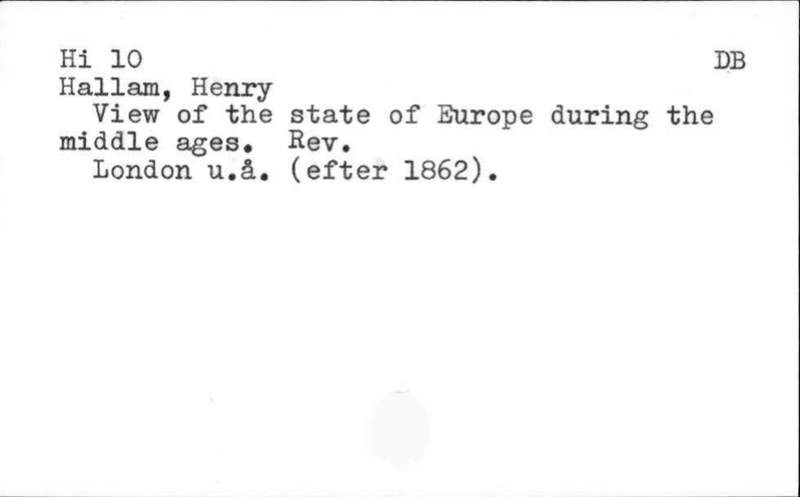 Hi 10 DB
Hallam, Henry
View of the state of Europe during the
middle ages. Rev.
London u.å. (efter 1862).